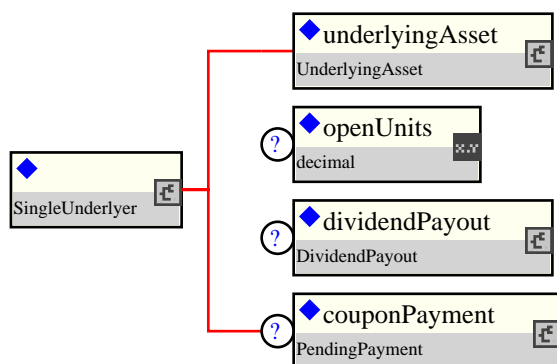 underlyingAsset
UnderlyingAsset
?
openUnits
decimal
x.y
SingleUnderlyer
?
dividendPayout
DividendPayout
?
couponPayment
PendingPayment